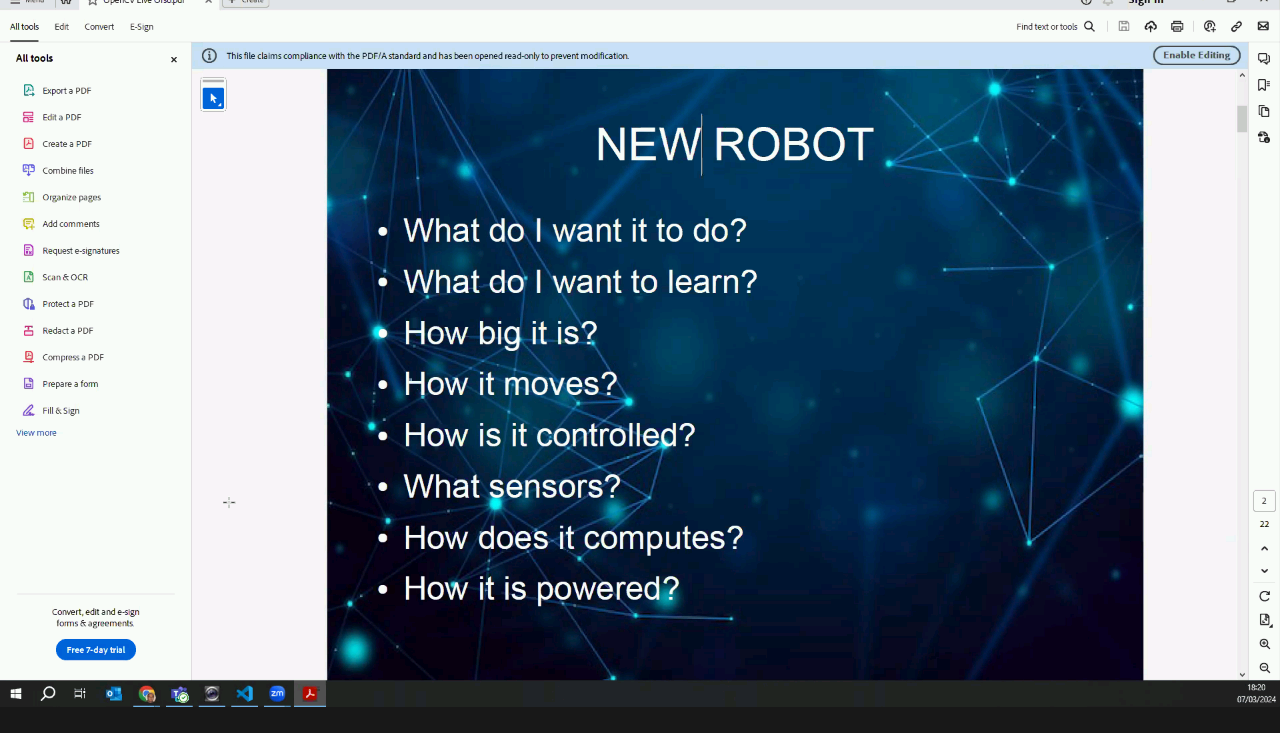 Menu
OpenCV Live Orsi.pdf
Create
Sign in
All tools
Edit
Convert
E-Sign
Find text or tools
All tools
This file claims compliance with the PDF/A standard and has been opened read-only to prevent modification.
Enable Editing
Export a PDF
Edit a PDF
Create a PDF
Combine files
Organize pages
Add comments
Request e-signatures
Scan & OCR
Protect a PDF
Redact a PDF
Compress a PDF
Prepare a form
Fill & Sign
View more
Convert, edit and e-sign
forms & agreements.
Free 7-day trial
NEW ROBOT
• What do I want it to do?
• What do I want to learn?
• How big it is?
• How it moves?
• How is it controlled?
• What sensors?
• How does it computes?
• How it is powered?
2
22
zm
18:20
07/03/2024